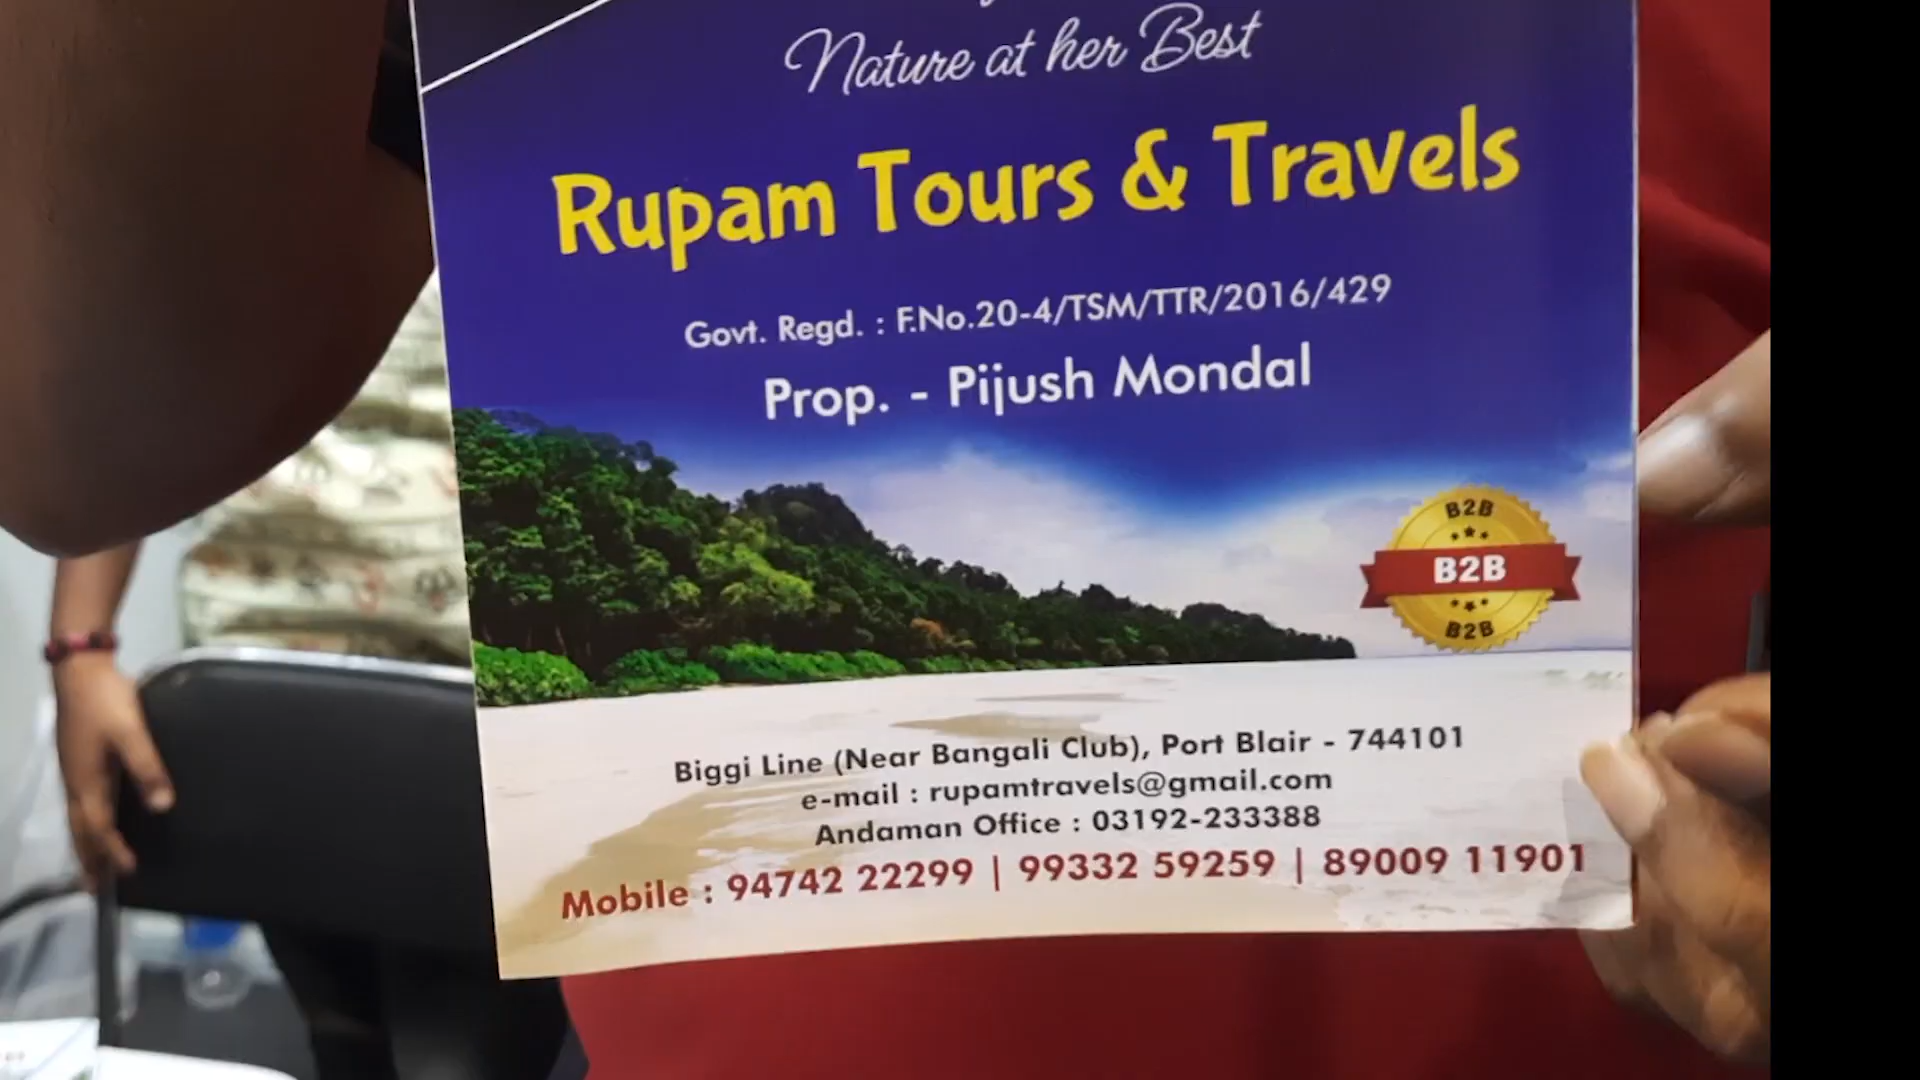 Nature at her Best
Rupam Tours & Travels
Govt. Regd. : F.No.20-4/TSM/TTR/2016/429
Prop. - Pijush Mondal
B2B
B2B
B2B
Biggi Line (Near Bangali Club), Port Blair - 744101
e-mail : rupamtravels@gmail.com
Andaman Office : 03192-233388
Mobile : 94742 22299 | 99332 59259 | 89009 11901